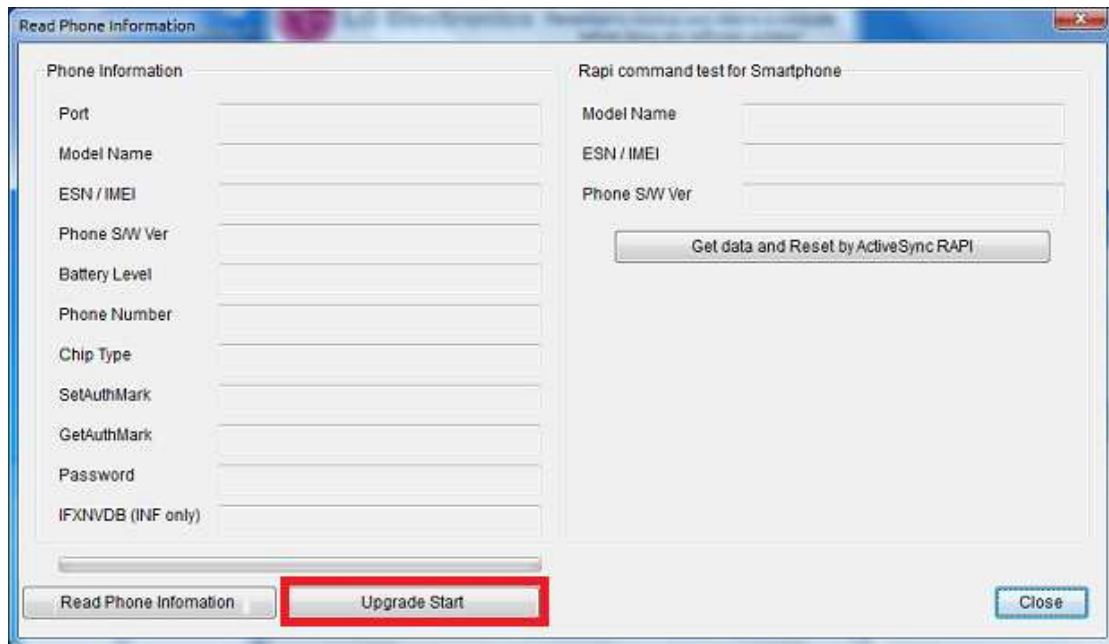 Read Phone Information
LG Electronics
Phone Information
Port
Model Name
ESN / IMEI
Phone S/W Ver
Battery Level
Phone Number
Chip Type
SetAuthMark
GetAuthMark
Password
IFXNVDB (INF only)
Rapi command test for Smartphone
Model Name
ESN / IMEI
Phone S/W Ver
Get data and Reset by ActiveSync RAPI
Read Phone Infomation
Upgrade Start
Close